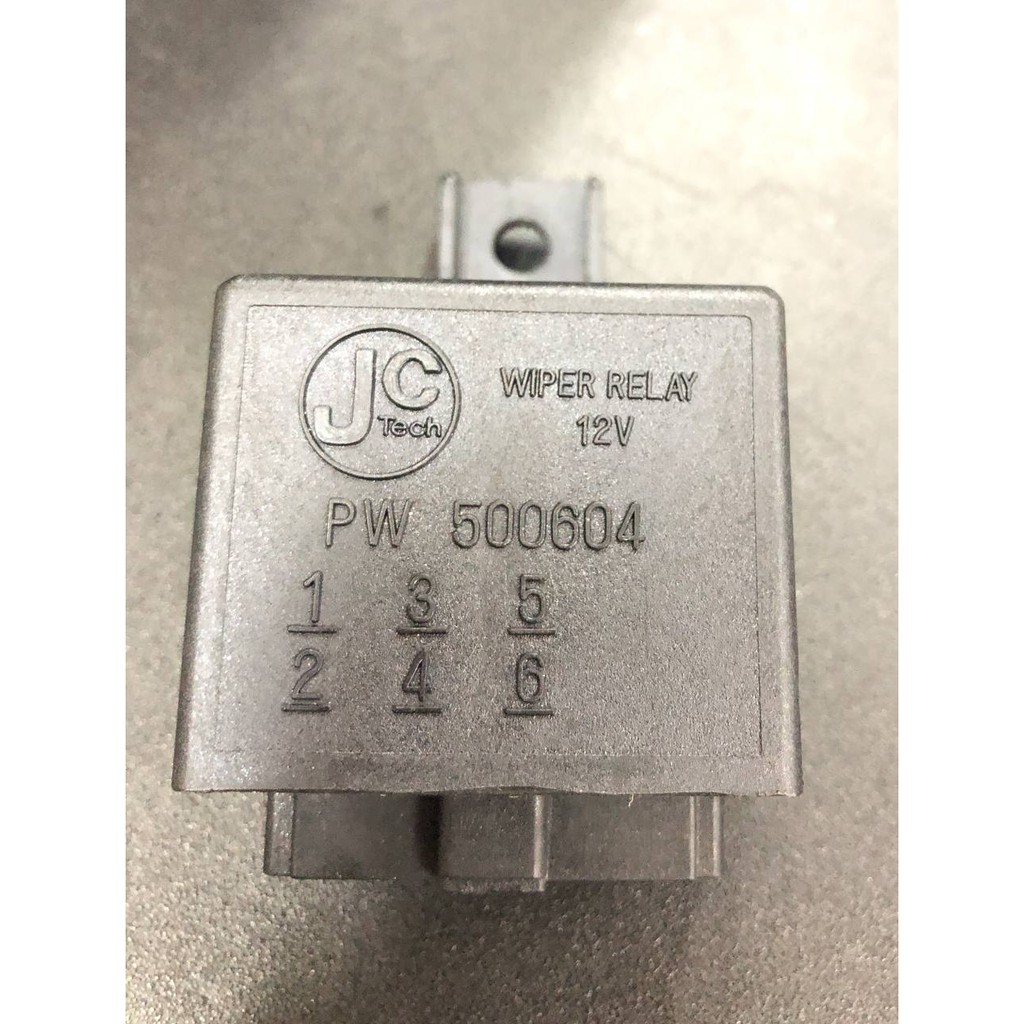 JC
Tech
WIPER RELAY
12V
PW 500604
1 3 5
2 4 6